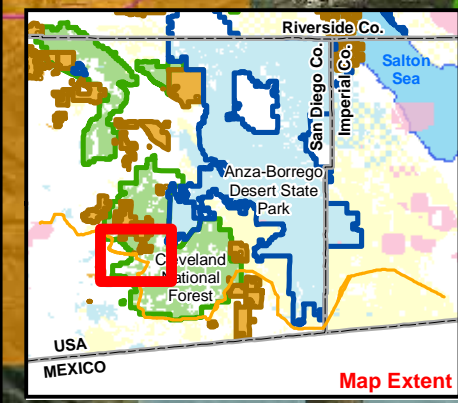 Riverside Co.
San Diego Co.
Imperial Co.
Salton
Sea
Anza-Borrego
Desert State
Park
Cleveland
National
Forest
USA
MEXICO
Map Extent